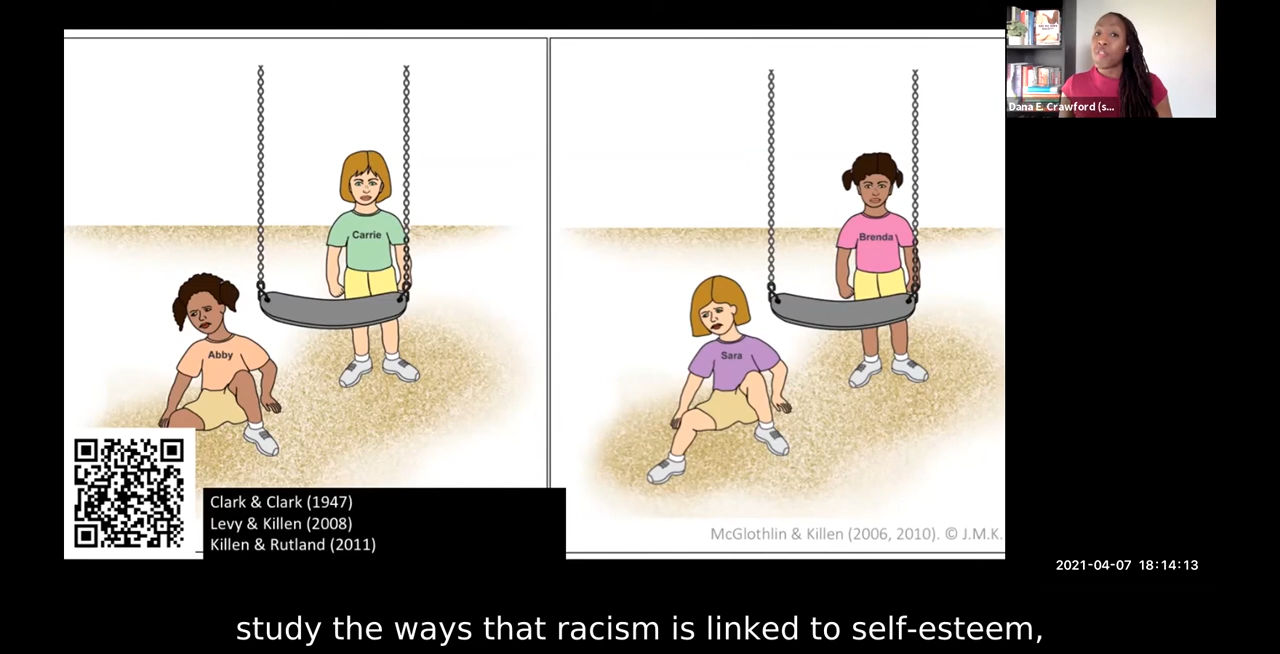 Dana E. Crawford (s...
Carrie
Brenda
Abby
Sara
Clark & Clark (1947)
Levy & Killen (2008)
Killen & Rutland (2011)
McGlothlin & Killen (2006, 2010). © J.M.K.
2021-04-07 18:14:13
study the ways that racism is linked to self-esteem,